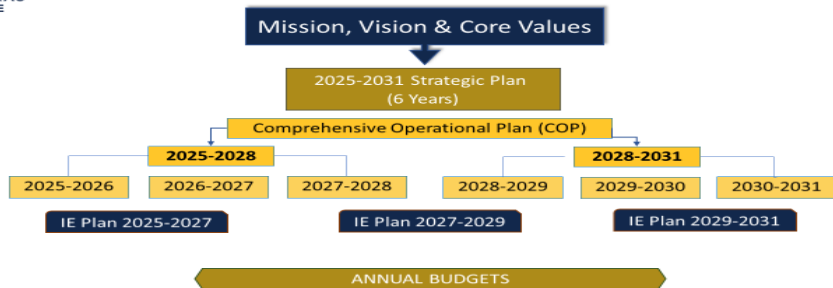 E
Mission, Vision & Core Values
2025-2031 Strategic Plan
(6 Years)
Comprehensive Operational Plan (COP)
2025-2028
2028-2031
2025-2026
2026-2027
2027-2028
2028-2029
2029-2030
2030-2031
IE Plan 2025-2027
IE Plan 2027-2029
IE Plan 2029-2031
ANNUAL BUDGETS